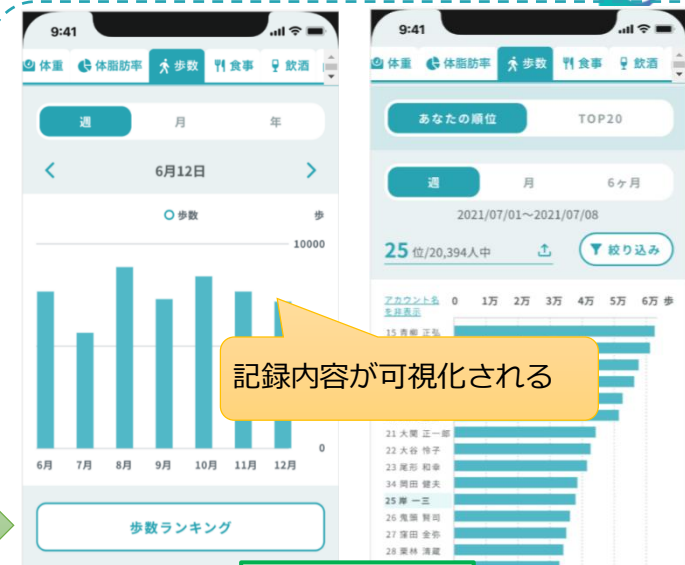 9:41
体重 体脂肪率 歩数 食事 飲酒
週 月 年
6月12日
歩数 歩
10000
0
6月 7月 8月 9月 10月 11月 12月
歩数ランキング
9:41
体重 体脂肪率 歩数 食事 飲酒
あなたの順位 TOP20
週 月 6ヶ月
2021/07/01~2021/07/08
25位/20,394人中 絞り込み
アカウント名
を非表示
0 1万 2万 3万 4万 5万 6万 歩
15 青柳 正弘
記録内容が可視化される
21 大関 正一郎
22 大谷 怜子
23 尾形 和幸
34 岡田 健夫
25 岸 一三
26 鬼頭 賢司
27 窪田 金弥
28 栗林 清蔵